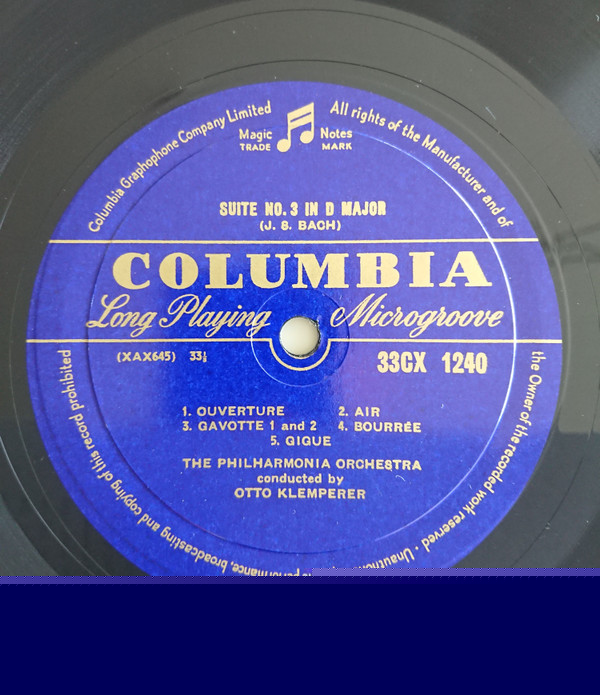 Columbia Graphophone Company Limited
All rights of the Manufacturer and of
the Owner of the recorded work reserved ·
performance, broadcasting and copying of this record prohibited
Magic Notes
TRADE MARK
SUITE NO. 3 IN D MAJOR
(J. S. BACH)
COLUMBIA
Long Playing Microgroove
(XAX645) 33⅓
33CX 1240
1. OUVERTURE 2. AIR
3. GAVOTTE 1 and 2 4. BOURRÉE
5. GIGUE
THE PHILHARMONIA ORCHESTRA
conducted by
OTTO KLEMPERER